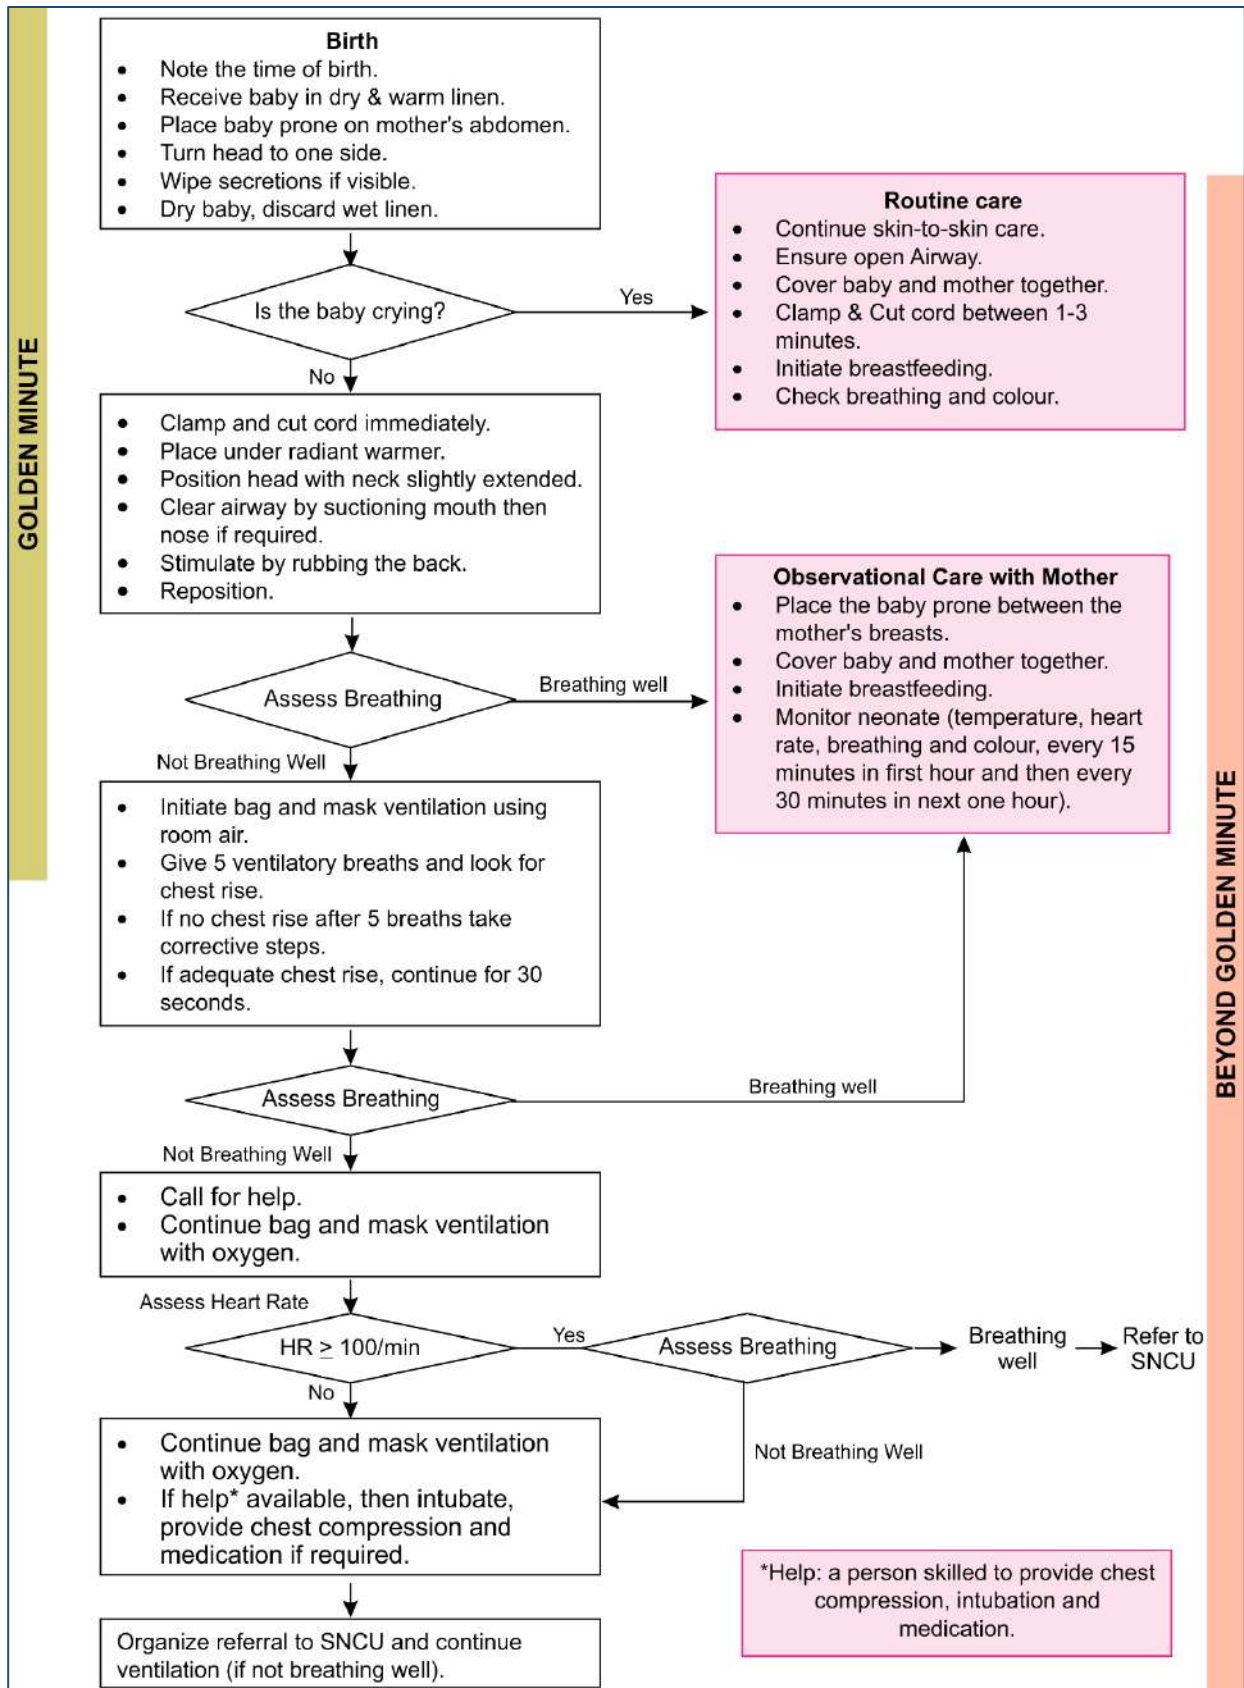 GOLDEN MINUTE
Birth
• Note the time of birth.
• Receive baby in dry & warm linen.
• Place baby prone on mother's abdomen.
• Turn head to one side.
• Wipe secretions if visible.
• Dry baby, discard wet linen.
Is the baby crying?
Yes
Routine care
• Continue skin-to-skin care.
• Ensure open Airway.
• Cover baby and mother together.
• Clamp & Cut cord between 1-3
minutes.
• Initiate breastfeeding.
• Check breathing and colour.
No
• Clamp and cut cord immediately.
• Place under radiant warmer.
• Position head with neck slightly extended.
• Clear airway by suctioning mouth then
nose if required.
• Stimulate by rubbing the back.
• Reposition.
Assess Breathing
Breathing well
Observational Care with Mother
• Place the baby prone between the
mother's breasts.
• Cover baby and mother together.
• Initiate breastfeeding.
• Monitor neonate (temperature, heart
rate, breathing and colour, every 15
minutes in first hour and then every
30 minutes in next one hour).
Not Breathing Well
• Initiate bag and mask ventilation using
room air.
• Give 5 ventilatory breaths and look for
chest rise.
• If no chest rise after 5 breaths take
corrective steps.
• If adequate chest rise, continue for 30
seconds.
BEYOND GOLDEN MINUTE
Assess Breathing
Breathing well
Not Breathing Well
• Call for help.
• Continue bag and mask ventilation
with oxygen.
Assess Heart Rate
HR ≥ 100/min
Yes
Assess Breathing
Breathing
well
Refer to
SNCU
No
Not Breathing Well
• Continue bag and mask ventilation
with oxygen.
• If help* available, then intubate,
provide chest compression and
medication if required.
*Help: a person skilled to provide chest
compression, intubation and
medication.
Organize referral to SNCU and continue
ventilation (if not breathing well).